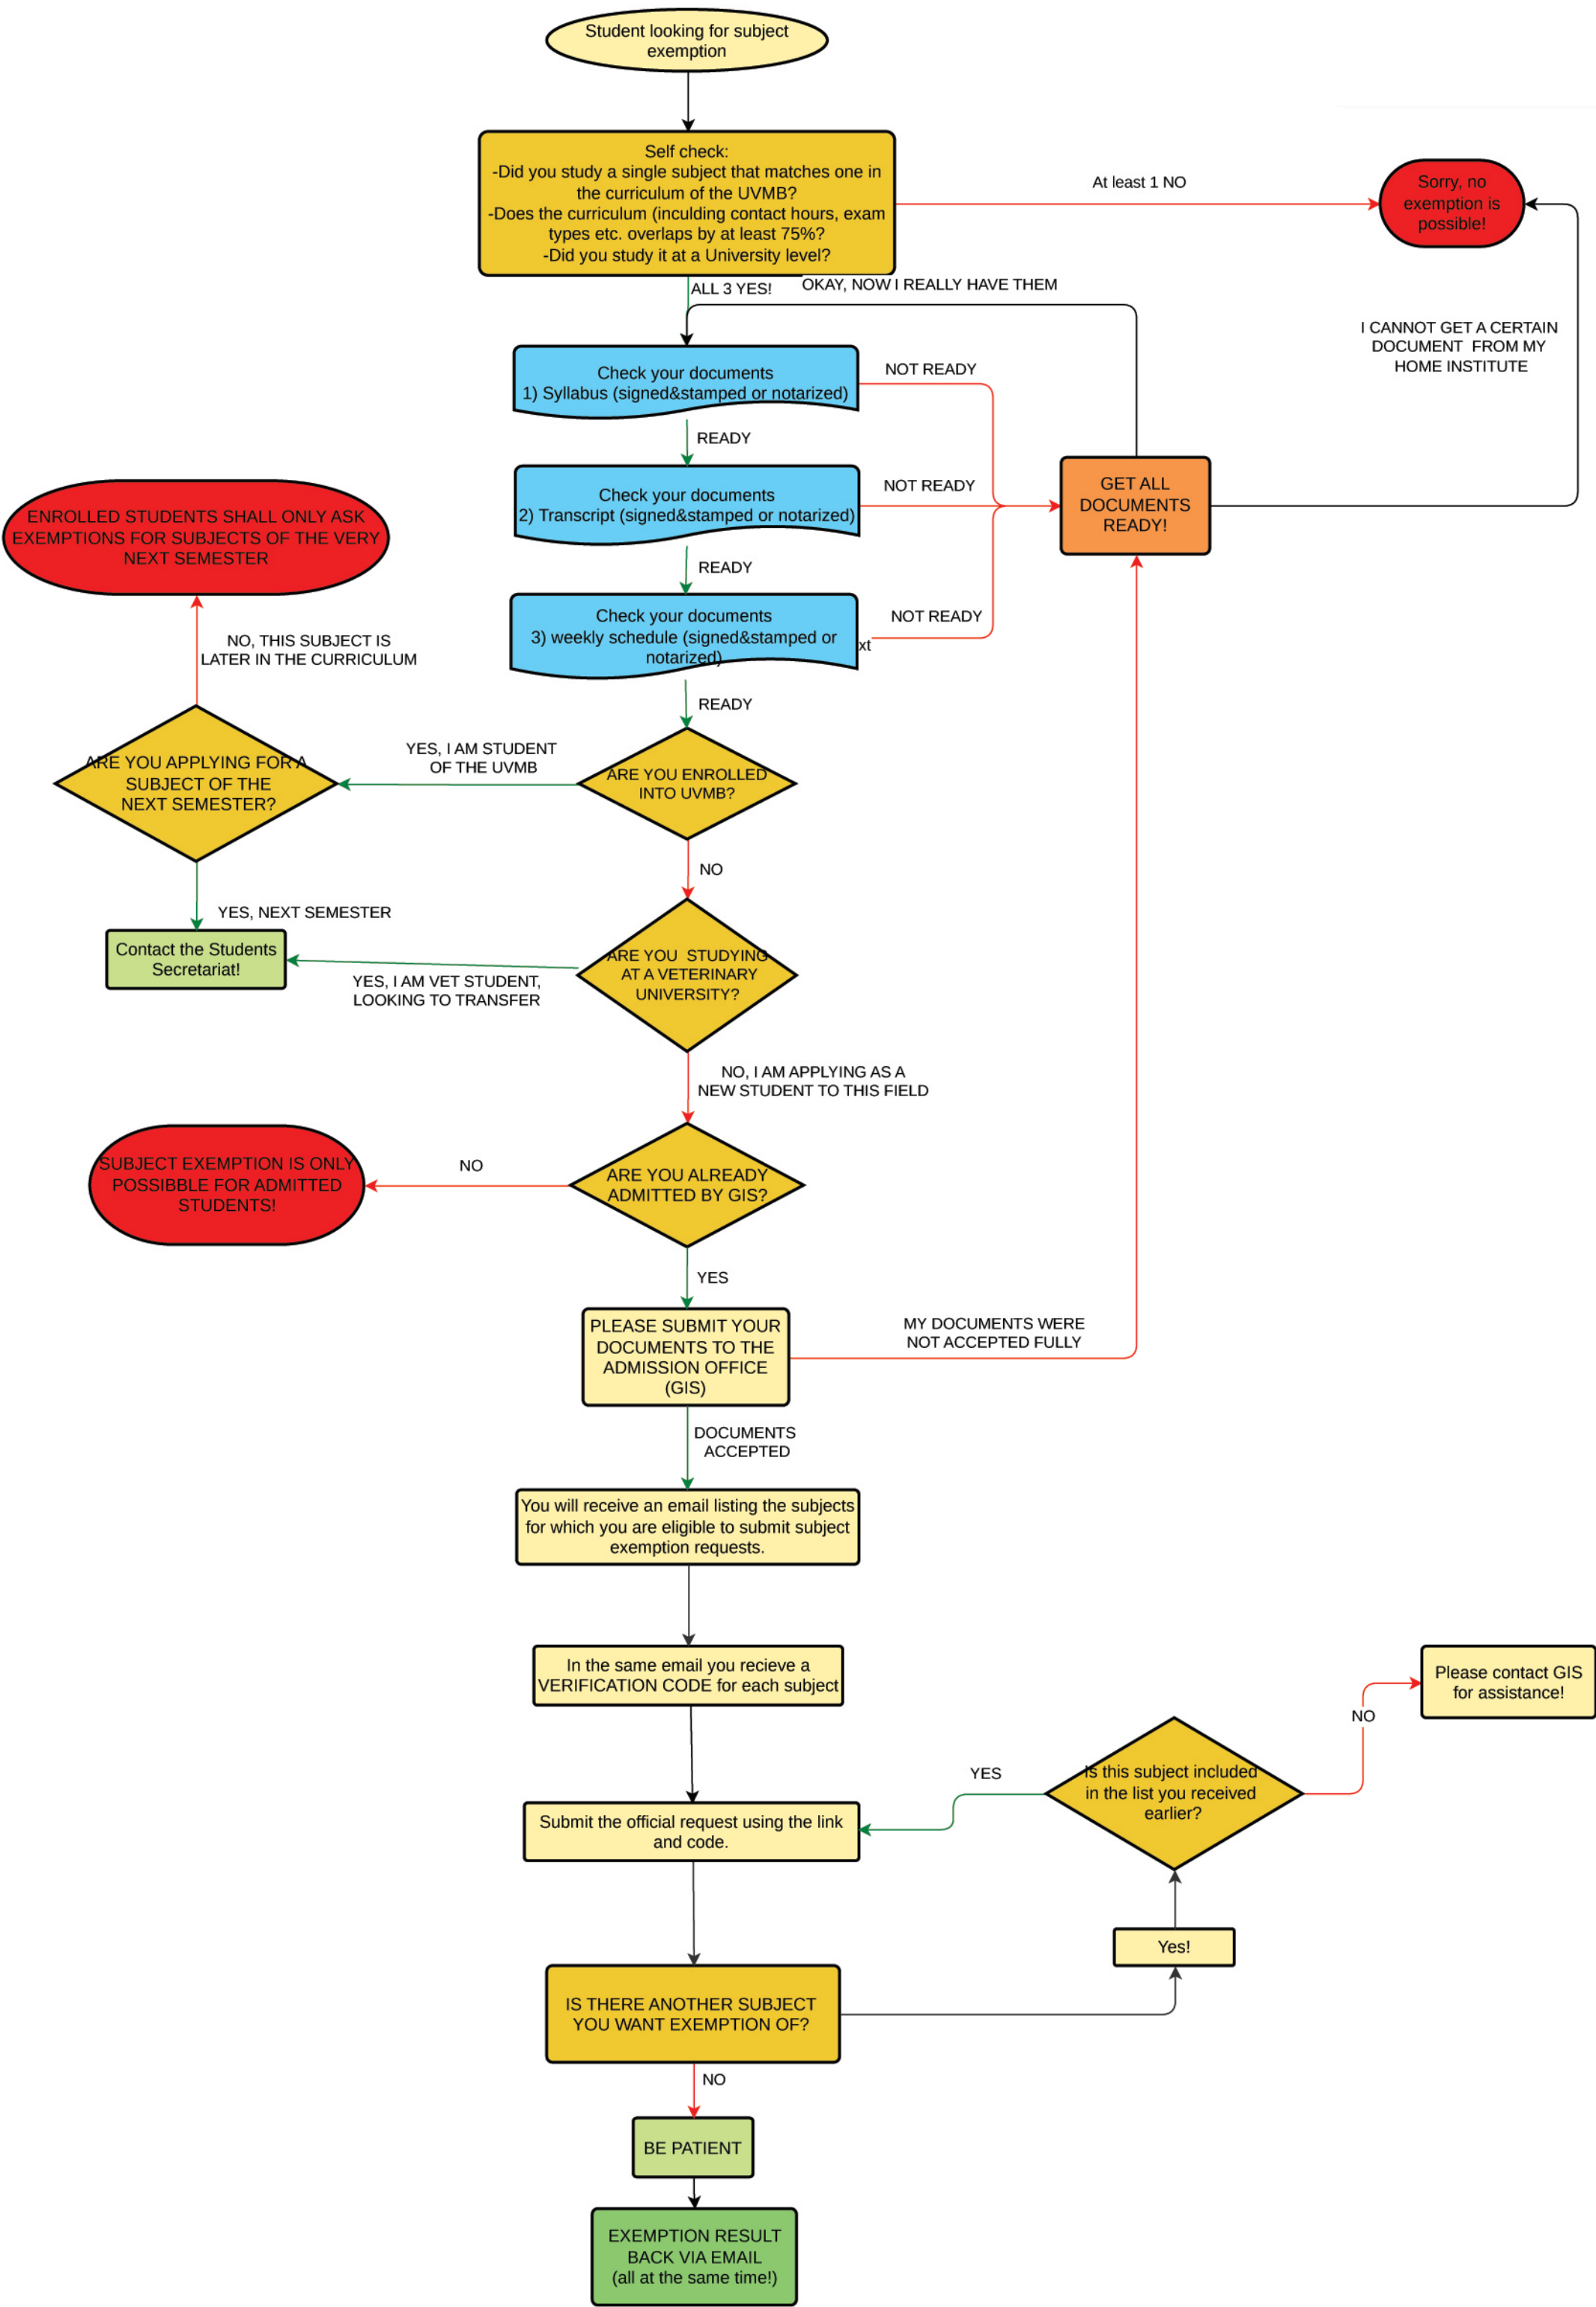 Student looking for subject
exemption
Self check:
-Did you study a single subject that matches one in
the curriculum of the UVMB?
-Does the curriculum (inculding contact hours, exam
types etc. overlaps by at least 75%?
-Did you study it at a University level?
At least 1 NO
Sorry, no
exemption is
possible!
ALL 3 YES!
OKAY, NOW I REALLY HAVE THEM
I CANNOT GET A CERTAIN
DOCUMENT FROM MY
HOME INSTITUTE
Check your documents
1) Syllabus (signed&stamped or notarized)
NOT READY
READY
Check your documents
2) Transcript (signed&stamped or notarized)
NOT READY
GET ALL
DOCUMENTS
READY!
READY
Check your documents
3) weekly schedule (signed&stamped or
notarized)
xt
NOT READY
READY
ENROLLED STUDENTS SHALL ONLY ASK
EXEMPTIONS FOR SUBJECTS OF THE VERY
NEXT SEMESTER
NO, THIS SUBJECT IS
LATER IN THE CURRICULUM
ARE YOU APPLYING FOR A
SUBJECT OF THE
NEXT SEMESTER?
YES, I AM STUDENT
OF THE UVMB
ARE YOU ENROLLED
INTO UVMB?
NO
YES, NEXT SEMESTER
Contact the Students
Secretariat!
YES, I AM VET STUDENT,
LOOKING TO TRANSFER
ARE YOU STUDYING
AT A VETERINARY
UNIVERSITY?
NO, I AM APPLYING AS A
NEW STUDENT TO THIS FIELD
SUBJECT EXEMPTION IS ONLY
POSSIBBLE FOR ADMITTED
STUDENTS!
NO
ARE YOU ALREADY
ADMITTED BY GIS?
YES
PLEASE SUBMIT YOUR
DOCUMENTS TO THE
ADMISSION OFFICE
(GIS)
MY DOCUMENTS WERE
NOT ACCEPTED FULLY
DOCUMENTS
ACCEPTED
You will receive an email listing the subjects
for which you are eligible to submit subject
exemption requests.
In the same email you recieve a
VERIFICATION CODE for each subject
Please contact GIS
for assistance!
NO
Is this subject included
in the list you received
earlier?
YES
Submit the official request using the link
and code.
Yes!
IS THERE ANOTHER SUBJECT
YOU WANT EXEMPTION OF?
NO
BE PATIENT
EXEMPTION RESULT
BACK VIA EMAIL
(all at the same time!)